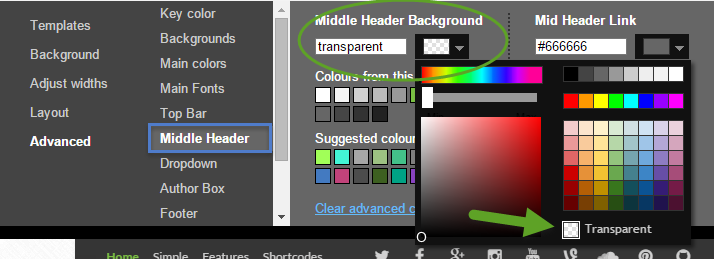 Templates
Background
Adjust widths
Layout
Advanced
Key color
Backgrounds
Main colors
Main Fonts
Top Bar
Middle Header
Dropdown
Author Box
Footer
Middle Header Background
transparent
Mid Header Link
#666666
Colours from this
Suggested colour
Clear advanced c
Transparent
Home Simple Features Shortcodes